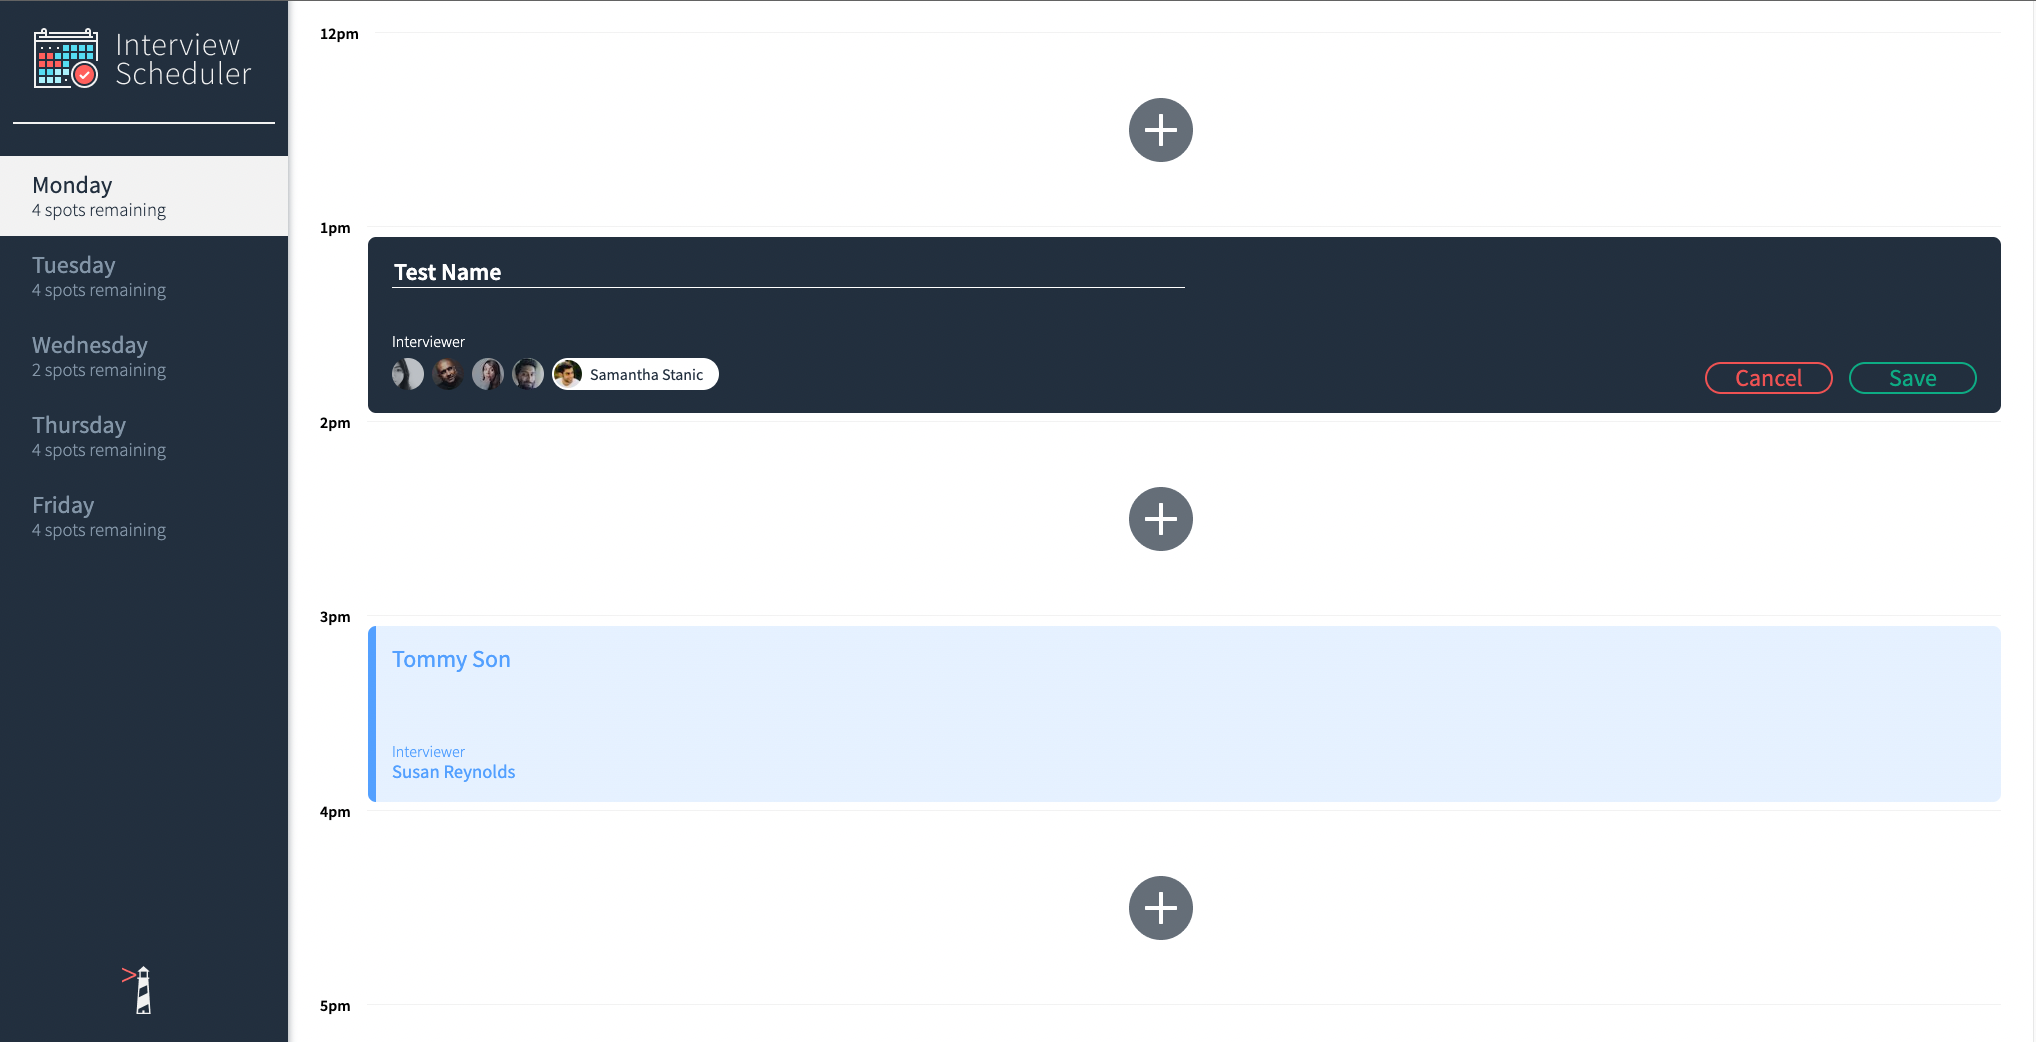 Interview
Scheduler
Monday
4 spots remaining
Tuesday
4 spots remaining
Wednesday
2 spots remaining
Thursday
4 spots remaining
Friday
4 spots remaining
12pm
1pm
Test Name
Interviewer
Samantha Stanic
Cancel
Save
2pm
3pm
Tommy Son
Interviewer
Susan Reynolds
4pm
5pm